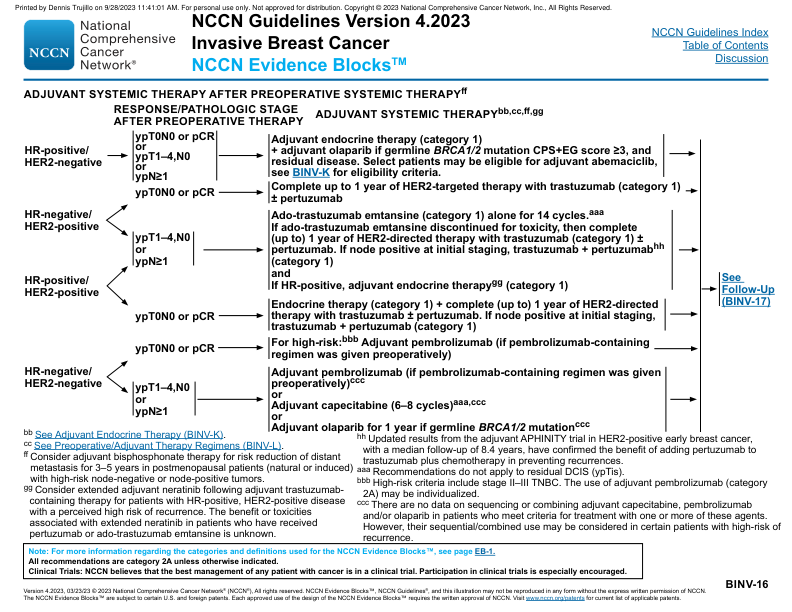 Printed by Dennis Trujillo on 9/28/2023 11:41:01 AM. For personal use only. Not approved for distribution. Copyright © 2023 National Comprehensive Cancer Network, Inc., All Rights Reserved.
NCCN
National
Comprehensive
Cancer
Network®
NCCN Guidelines Version 4.2023
Invasive Breast Cancer
NCCN Evidence Blocks™
NCCN Guidelines Index
Table of Contents
Discussion
ADJUVANT SYSTEMIC THERAPY AFTER PREOPERATIVE SYSTEMIC THERAPYff
RESPONSE/PATHOLOGIC STAGE
AFTER PREOPERATIVE THERAPY
ADJUVANT SYSTEMIC THERAPYbb,cc,ff,gg
HR-positive/
HER2-negative
ypT0N0 or pCR
or
ypT1–4,N0
or
ypN≥1
Adjuvant endocrine therapy (category 1)
+ adjuvant olaparib if germline BRCA1/2 mutation CPS+EG score ≥3, and
residual disease. Select patients may be eligible for adjuvant abemaciclib,
see BINV-K for eligibility criteria.
HR-negative/
HER2-positive
ypT0N0 or pCR
Complete up to 1 year of HER2-targeted therapy with trastuzumab (category 1)
± pertuzumab
ypT1–4,N0
or
ypN≥1
Ado-trastuzumab emtansine (category 1) alone for 14 cycles.aaa
If ado-trastuzumab emtansine discontinued for toxicity, then complete
(up to) 1 year of HER2-directed therapy with trastuzumab (category 1) ±
pertuzumab. If node positive at initial staging, trastuzumab + pertuzumabhh
(category 1)
and
If HR-positive, adjuvant endocrine therapygg (category 1)
HR-positive/
HER2-positive
ypT0N0 or pCR
Endocrine therapy (category 1) + complete (up to) 1 year of HER2-directed
therapy with trastuzumab ± pertuzumab. If node positive at initial staging,
trastuzumab + pertuzumab (category 1)
See
Follow-Up
(BINV-17)
HR-negative/
HER2-negative
ypT0N0 or pCR
For high-risk:bbb Adjuvant pembrolizumab (if pembrolizumab-containing
regimen was given preoperatively)
ypT1–4,N0
or
ypN≥1
Adjuvant pembrolizumab (if pembrolizumab-containing regimen was given
preoperatively)ccc
or
Adjuvant capecitabine (6–8 cycles)aaa,ccc
or
Adjuvant olaparib for 1 year if germline BRCA1/2 mutationccc
bb See Adjuvant Endocrine Therapy (BINV-K).
cc See Preoperative/Adjuvant Therapy Regimens (BINV-L).
ff Consider adjuvant bisphosphonate therapy for risk reduction of distant
metastasis for 3–5 years in postmenopausal patients (natural or induced)
with high-risk node-negative or node-positive tumors.
gg Consider extended adjuvant neratinib following adjuvant trastuzumab-
containing therapy for patients with HR-positive, HER2-positive disease
with a perceived high risk of recurrence. The benefit or toxicities
associated with extended neratinib in patients who have received
pertuzumab or ado-trastuzumab emtansine is unknown.
hh Updated results from the adjuvant APHINITY trial in HER2-positive early breast cancer,
with a median follow-up of 8.4 years, have confirmed the benefit of adding pertuzumab to
trastuzumab plus chemotherapy in preventing recurrences.
aaa Recommendations do not apply to residual DCIS (ypTis).
bbb High-risk criteria include stage II–III TNBC. The use of adjuvant pembrolizumab (category
2A) may be individualized.
ccc There are no data on sequencing or combining adjuvant capecitabine, pembrolizumab
and/or olaparib in patients who meet criteria for treatment with one or more of these agents.
However, their sequential/combined use may be considered in certain patients with high-risk of
recurrence.
Note: For more information regarding the categories and definitions used for the NCCN Evidence Blocks™, see page EB-1.
All recommendations are category 2A unless otherwise indicated.
Clinical Trials: NCCN believes that the best management of any patient with cancer is in a clinical trial. Participation in clinical trials is especially encouraged.
BINV-16
Version 4.2023, 03/23/23 © 2023 National Comprehensive Cancer Network® (NCCN®), All rights reserved. NCCN Evidence Blocks™, NCCN Guidelines®, and this illustration may not be reproduced in any form without the express written permission of NCCN.
The NCCN Evidence Blocks™ are subject to certain U.S. and foreign patents. Each approved use of the design of the NCCN Evidence Blocks™ requires the written approval of NCCN. Visit www.nccn.org/patents for current list of applicable patents.